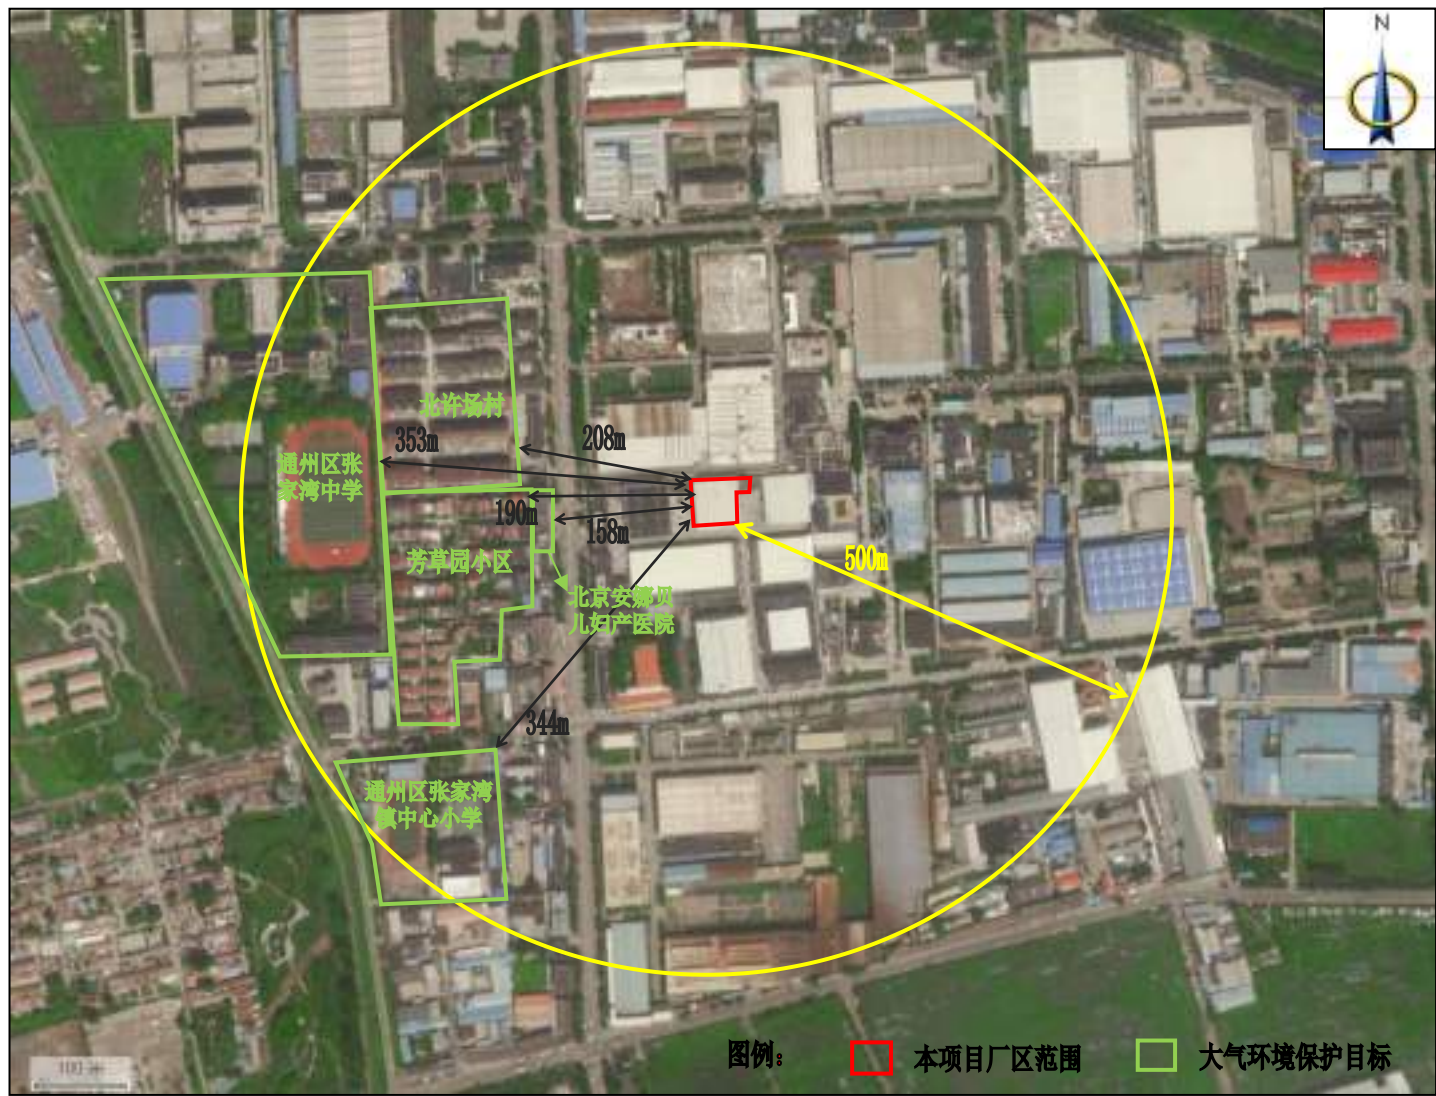 N
北许场村
353m
208m
通州区张
家湾中学
190m
158m
芳草园小区
500m
北京安娜贝
儿妇产医院
344m
通州区张家湾
镇中心小学
图例：
本项目厂区范围
大气环境保护目标
100 m